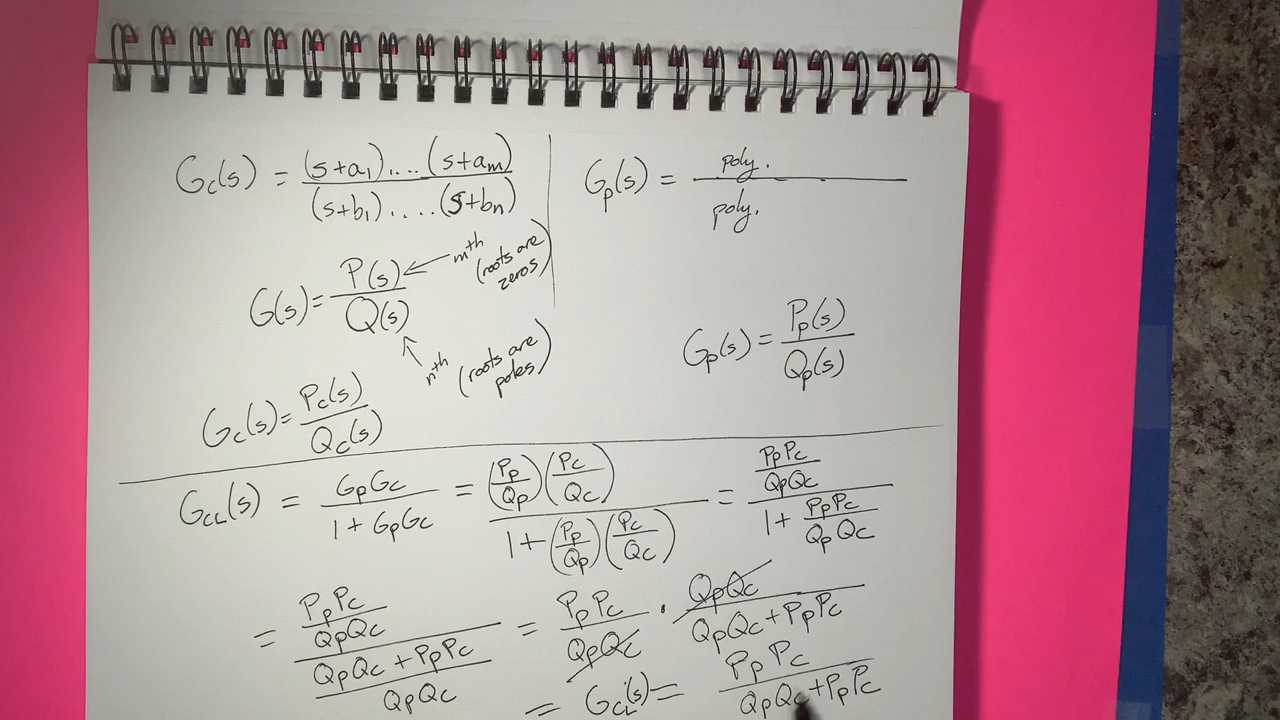 Gc(s) = (s+a1)....(s+am) / (s+b1)....(s+bn)
G(s) = P(s) / Q(s)
mth (roots are zeros)
nth (roots are poles)
Gc(s) = Pc(s) / Qc(s)
Gp(s) = poly. / poly.
Gp(s) = Pp(s) / Qp(s)
GCL(s) = GpGc / 1 + GpGc = (Pp/Qp)(Pc/Qc) / 1+(Pp/Qp)(Pc/Qc) = PpPc/QpQc / 1+ PpPc/QpQc
= PpPc/QpQc / QpQc + PpPc/QpQc = PpPc/QpQc · QpQc/QpQc + PpPc
= GCL(s) = PpPc / QpQc + PpPc